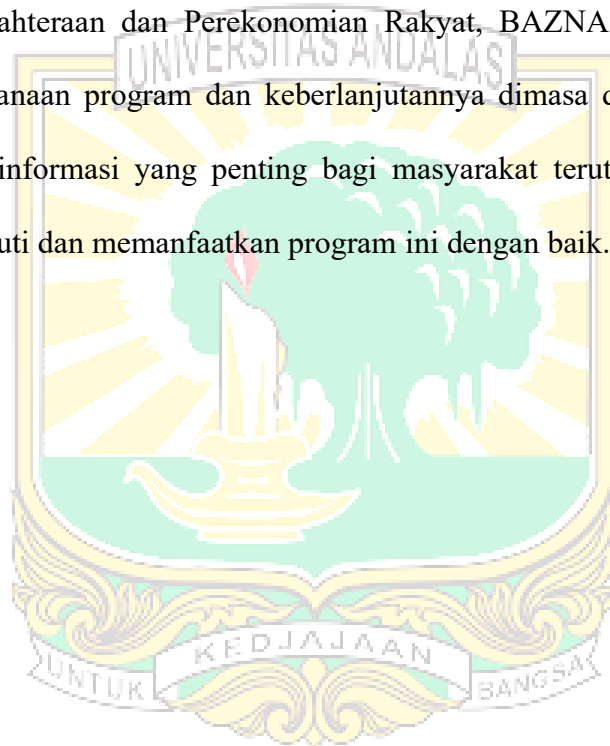 ahteraan dan Perekonomian Rakyat, BAZNA
UNIVERSITAS ANDALAS
anaan program dan keberlanjutannya dimasa d
informasi yang penting bagi masyarakat terut
uti dan memanfaatkan program ini dengan baik.
UNTUK KEDJAJAAN BANGSA